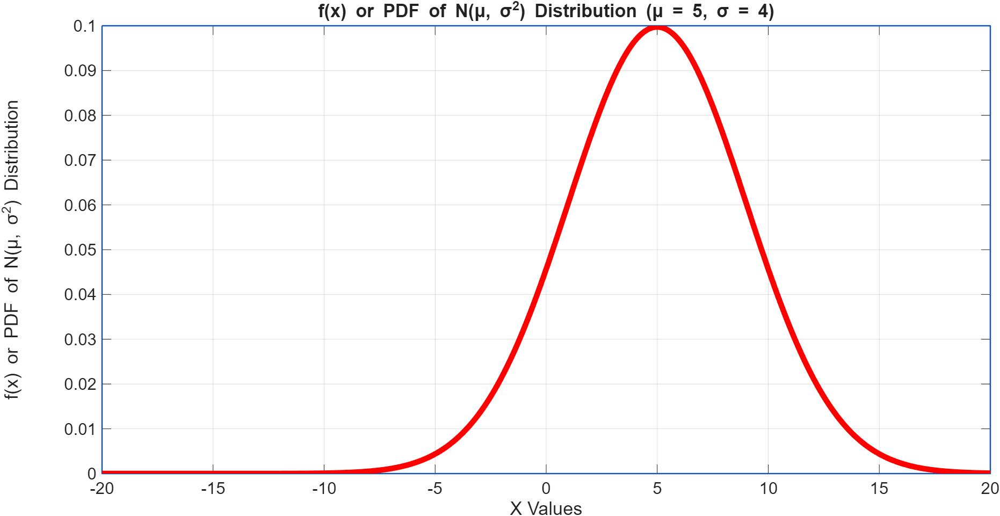 f(x) or PDF of N(μ, σ²) Distribution (μ = 5, σ = 4)
f(x) or PDF of N(μ, σ²) Distribution
0.1
0.09
0.08
0.07
0.06
0.05
0.04
0.03
0.02
0.01
0
-20 -15 -10 -5 0 5 10 15 20
X Values